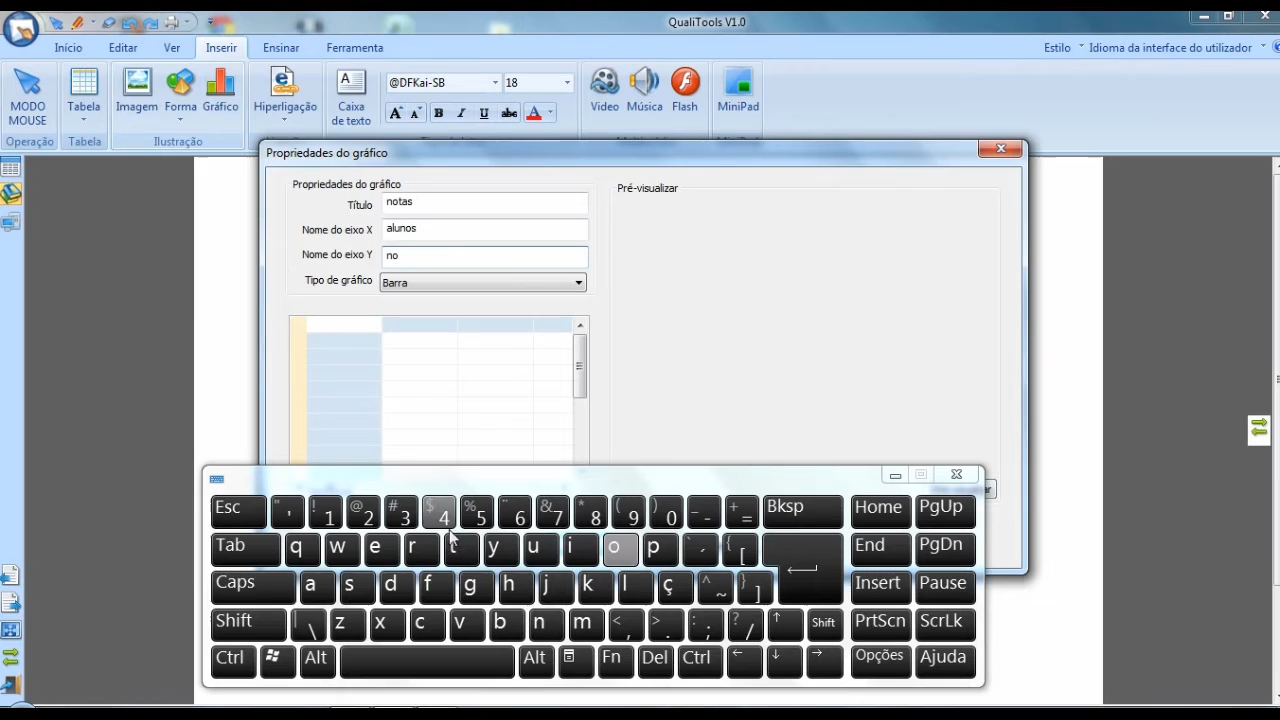 QualiTools V1.0
Início Editar Ver Inserir Ensinar Ferramenta Estilo Idioma da interface do utilizador
@DFKai-SB 18
MODO MOUSE Tabela Imagem Forma Gráfico Hiperligação Caixa de texto A A B I U abc A Video Música Flash MiniPad
Operação Tabela Ilustração MiniPad
Propriedades do gráfico
Propriedades do gráfico Pré-visualizar
Título notas
Nome do eixo X alunos
Nome do eixo Y no
Tipo de gráfico Barra
Esc " ' ! 1 @ 2 # 3 $ 4 % 5 ¨ 6 & 7 * 8 ( 9 ) 0 _ - + = Bksp Home PgUp
Tab q w e r t y u i o p ` ´ { [ End PgDn
Caps a s d f g h j k l ç ^ ~ } ] Insert Pause
Shift | \ z x c v b n m < , > . : ; ? / ↑ Shift PrtScn ScrLk
Ctrl Alt Alt Fn Del Ctrl ← ↓ → Opções Ajuda